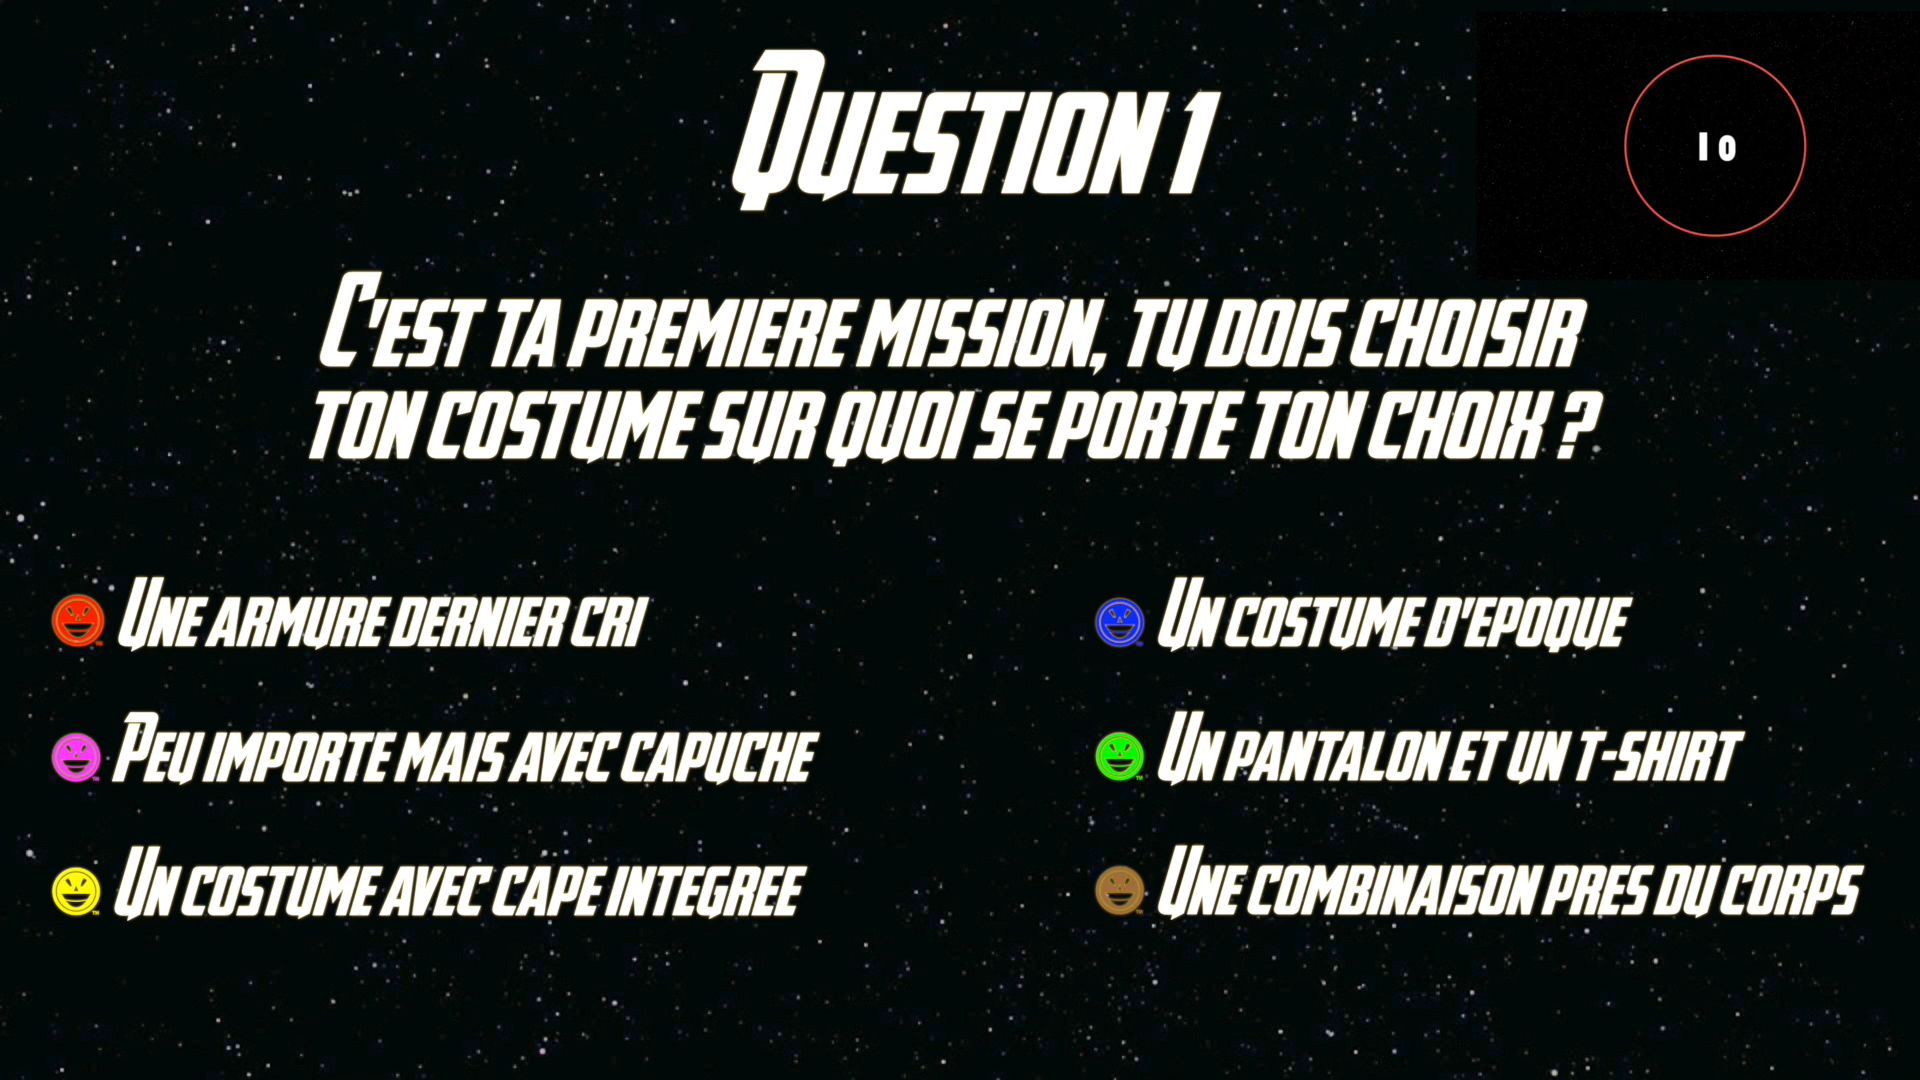 Question 1
10
C'est ta premiere mission, tu dois choisir
ton costume sur quoi se porte ton choix ?
Une armure dernier cri
Un costume d'epoque
Peu importe mais avec capuche
Un pantalon et un t-shirt
Un costume avec cape integree
Une combinaison pres du corps